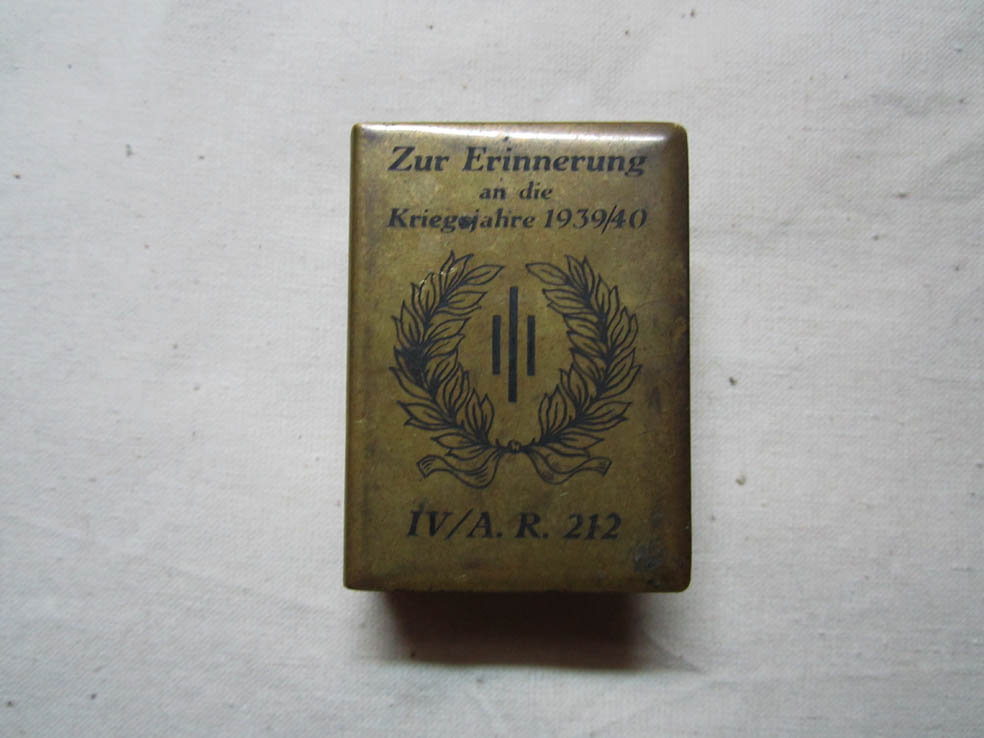 Zur Erinnerung
an die
Kriegsjahre 1939/40
IV/A. R. 212